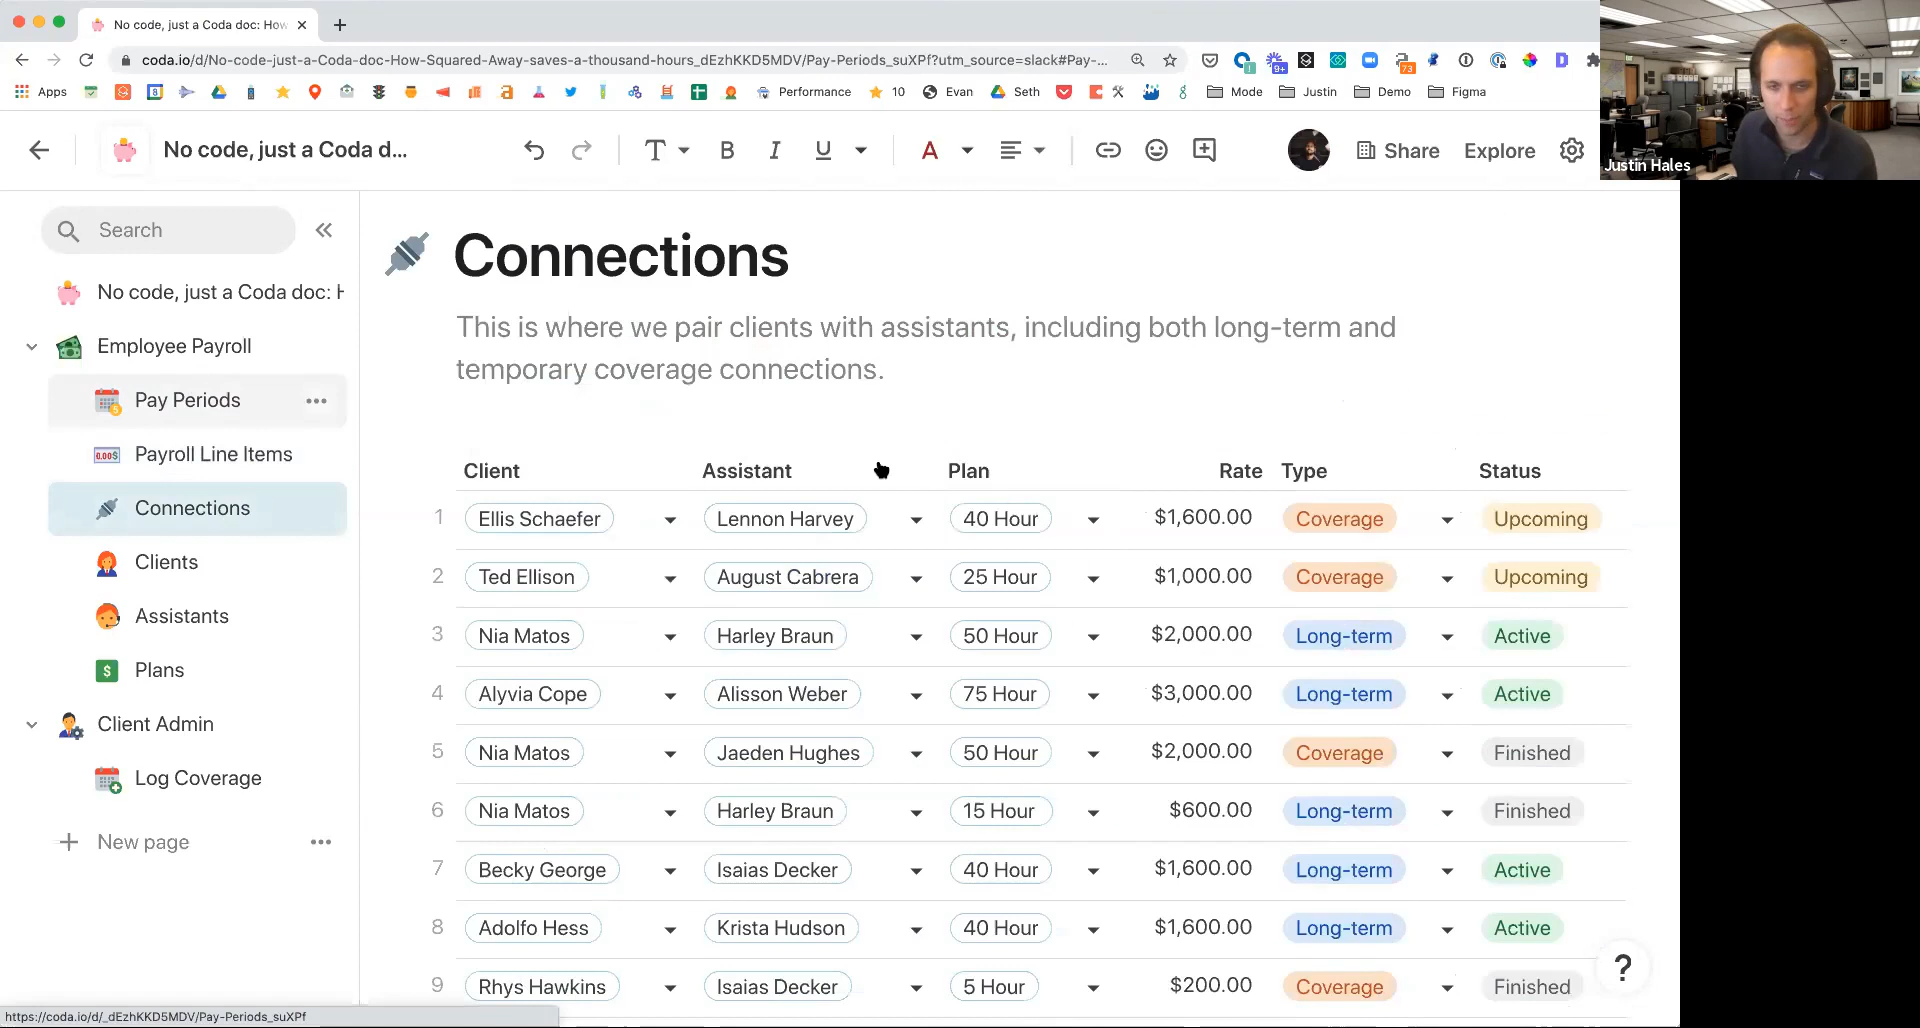 No code, just a Coda doc: How
coda.io/d/No-code-just-a-Coda-doc-How-Squared-Away-saves-a-thousand-hours_dEzhKKD5MDV/Pay-Periods_suXPf?utm_source=slack#Pay-...
9+
73
Apps
8
Performance
10
Evan
Seth
Mode
Justin
Demo
Figma
No code, just a Coda d...
T
B
I
U
A
Share
Explore
Justin Hales
Search
No code, just a Coda doc: H
Employee Payroll
Pay Periods
Payroll Line Items
Connections
Clients
Assistants
Plans
Client Admin
Log Coverage
New page
Connections
This is where we pair clients with assistants, including both long-term and
temporary coverage connections.
Client Assistant Plan Rate Type Status
1 Ellis Schaefer Lennon Harvey 40 Hour $1,600.00 Coverage Upcoming
2 Ted Ellison August Cabrera 25 Hour $1,000.00 Coverage Upcoming
3 Nia Matos Harley Braun 50 Hour $2,000.00 Long-term Active
4 Alyvia Cope Alisson Weber 75 Hour $3,000.00 Long-term Active
5 Nia Matos Jaeden Hughes 50 Hour $2,000.00 Coverage Finished
6 Nia Matos Harley Braun 15 Hour $600.00 Long-term Finished
7 Becky George Isaias Decker 40 Hour $1,600.00 Long-term Active
8 Adolfo Hess Krista Hudson 40 Hour $1,600.00 Long-term Active
9 Rhys Hawkins Isaias Decker 5 Hour $200.00 Coverage Finished
?
https://coda.io/d/_dEzhKKD5MDV/Pay-Periods_suXPf